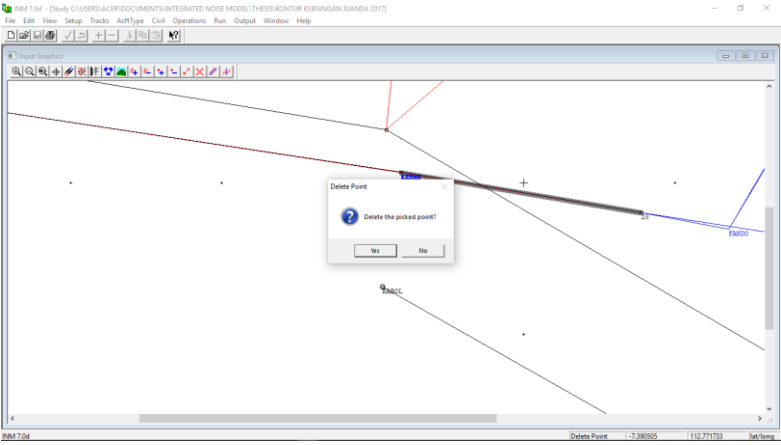 INM 7.0d - [Study C:\USERS\ACER\DOCUMENTS\INTEGRATED NOISE MODEL\THESIS\KONTUR KEBISINGAN JUANDA 2017]
File Edit View Setup Tracks AcftType Civil Operations Run Output Window Help
Input Graphics
Delete Point
Delete the picked point?
Yes No
28
FANDO
INM 7.0d Delete Point -7.390505 112.771733 lat/long